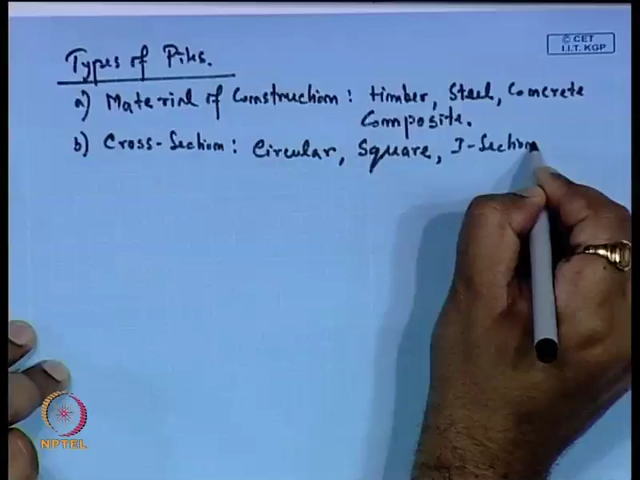 © CET
I.I.T. KGP
Types of Piles.
a) Material of Construction : timber, Steel, Concrete
Composite.
b) Cross-Section : Circular, Square, I-Section
NPTEL